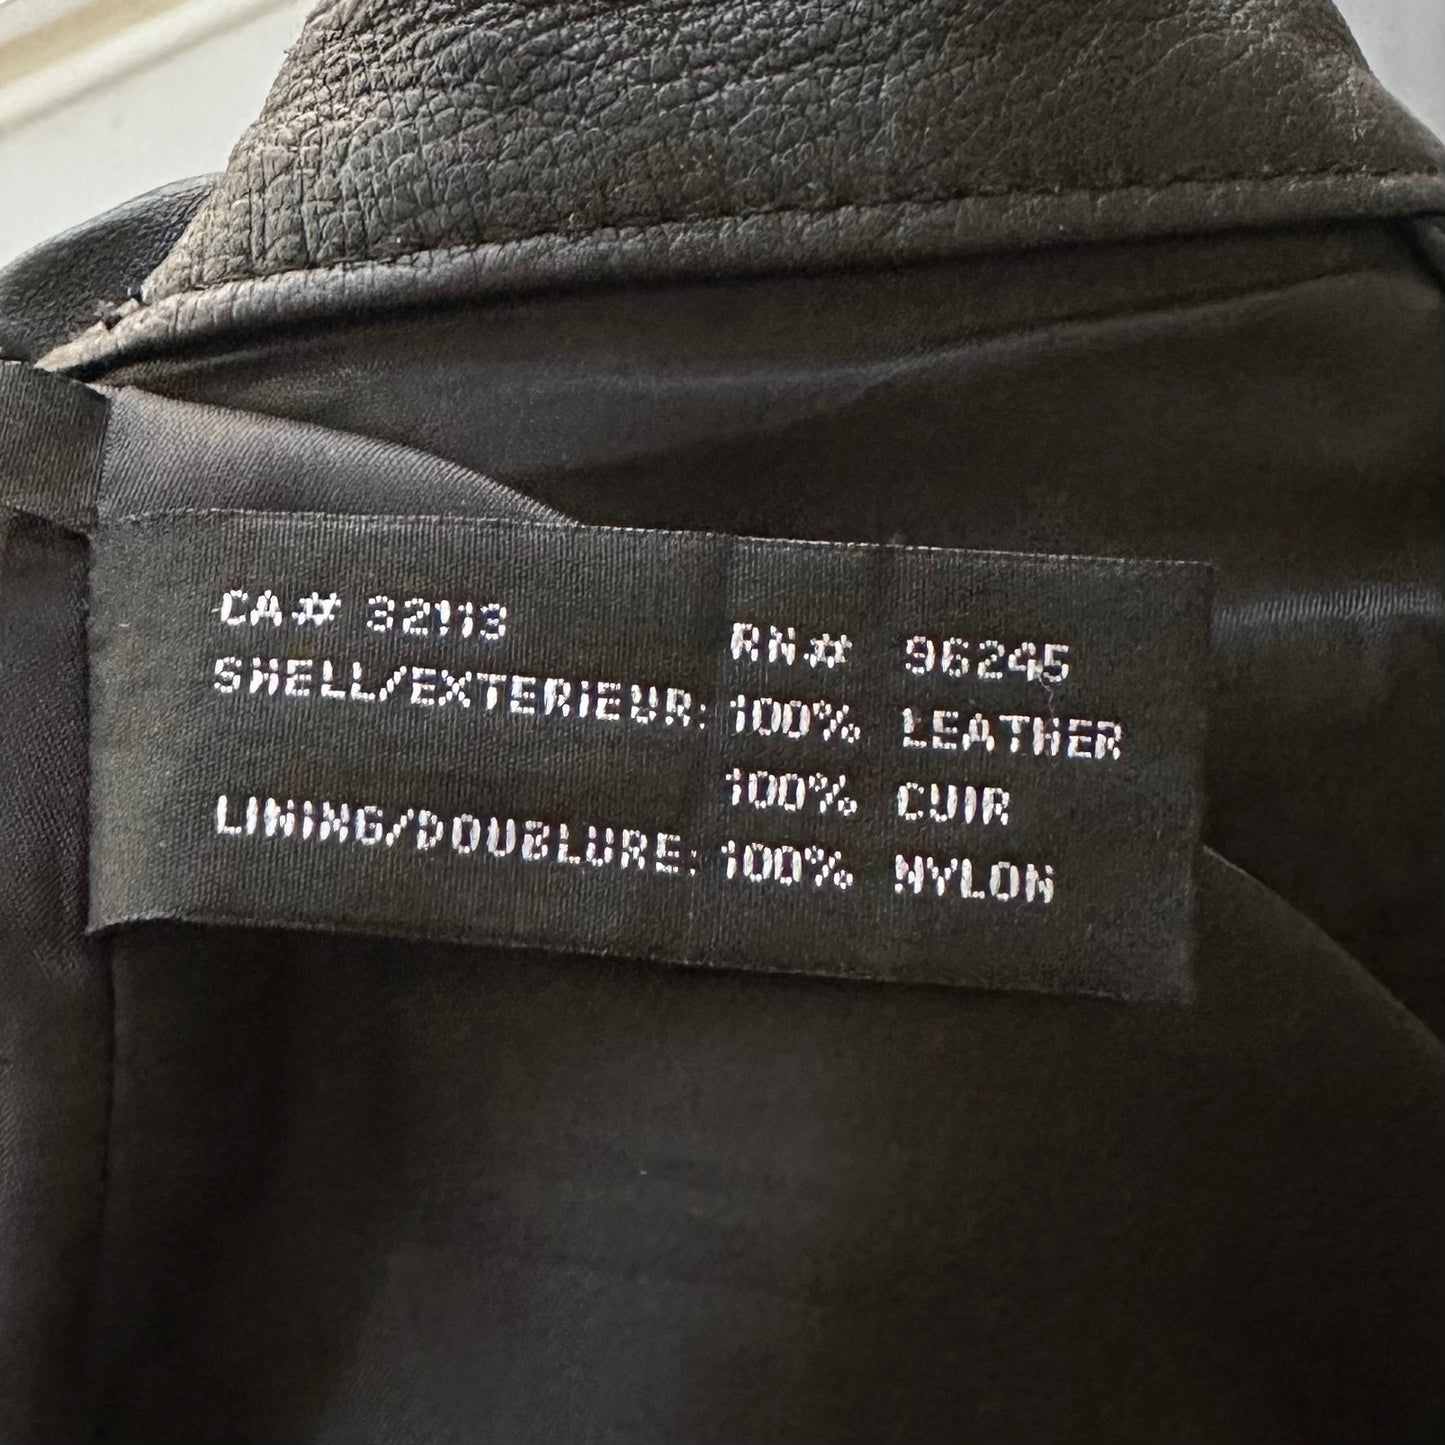 CA# 32113 RN# 96245
SHELL/EXTERIEUR: 100% LEATHER
100% CUIR
LINING/DOUBLURE: 100% NYLON